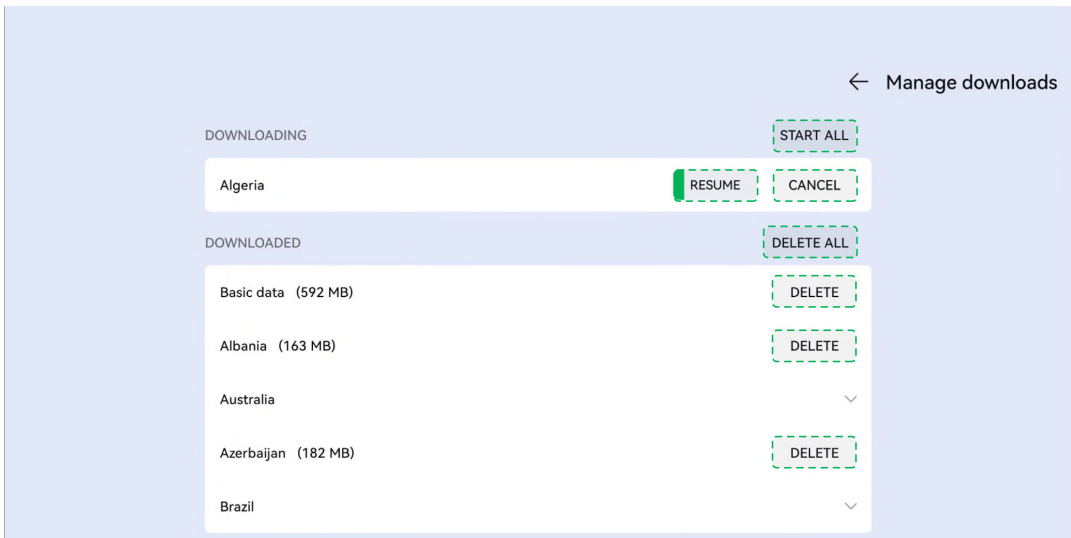 Manage downloads
DOWNLOADING START ALL
Algeria RESUME CANCEL
DOWNLOADED DELETE ALL
Basic data (592 MB) DELETE
Albania (163 MB) DELETE
Australia
Azerbaijan (182 MB) DELETE
Brazil